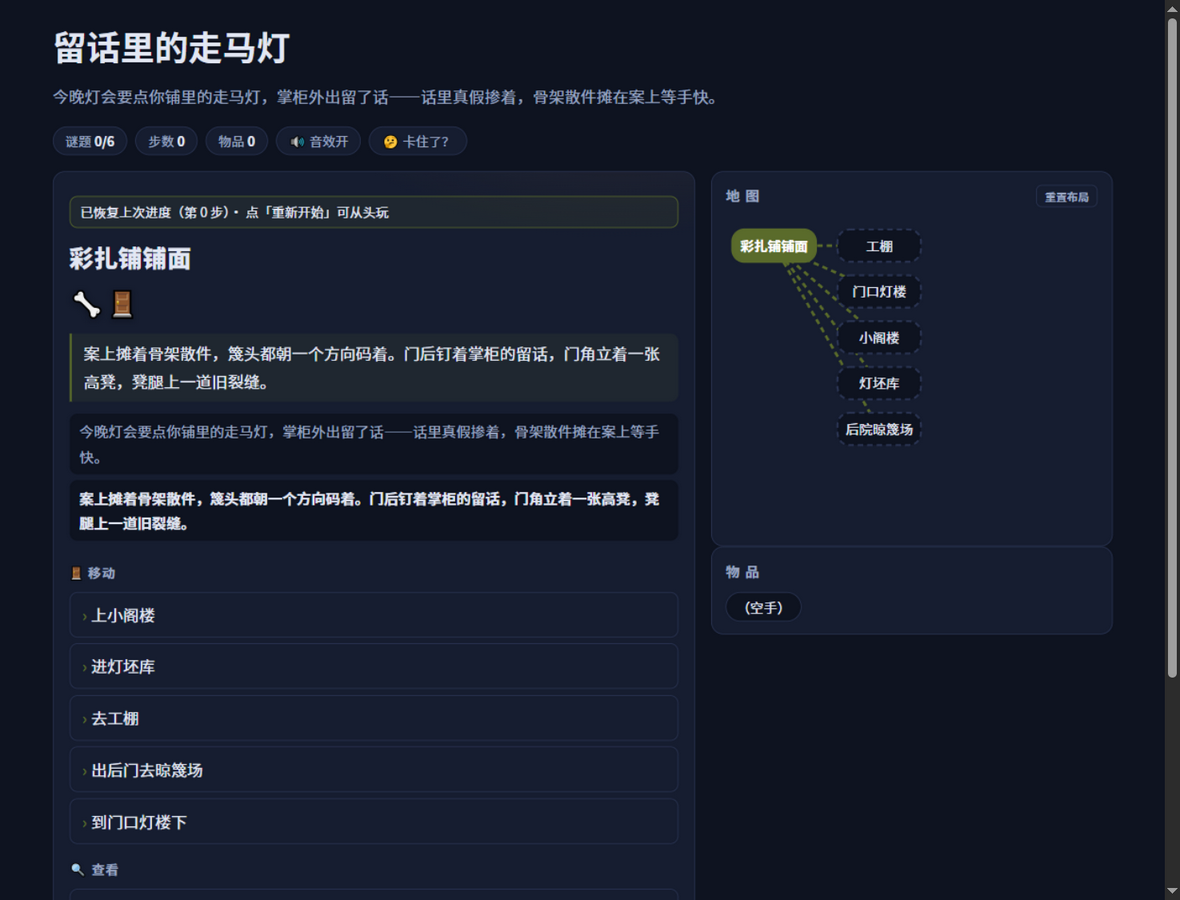 留话里的走马灯
今晚灯会要点你铺里的走马灯，掌柜外出留了话——话里真假掺着，骨架散件摊在案上等手快。
谜题 0/6 步数 0 物品 0 音效开 卡住了？
已恢复上次进度（第 0 步）· 点「重新开始」可从头玩
彩扎铺铺面
案上摊着骨架散件，篾头都朝一个方向码着。门后钉着掌柜的留话，门角立着一张
高凳，凳腿上一道旧裂缝。
今晚灯会要点你铺里的走马灯，掌柜外出留了话——话里真假掺着，骨架散件摊在案上等手
快。
案上摊着骨架散件，篾头都朝一个方向码着。门后钉着掌柜的留话，门角立着一张高凳，凳
腿上一道旧裂缝。
移动
› 上小阁楼
› 进灯坯库
› 去工棚
› 出后门去晾篾场
› 到门口灯楼下
查看
地图
重置布局
彩扎铺铺面
工棚
门口灯楼
小阁楼
灯坯库
后院晾篾场
物品
（空手）